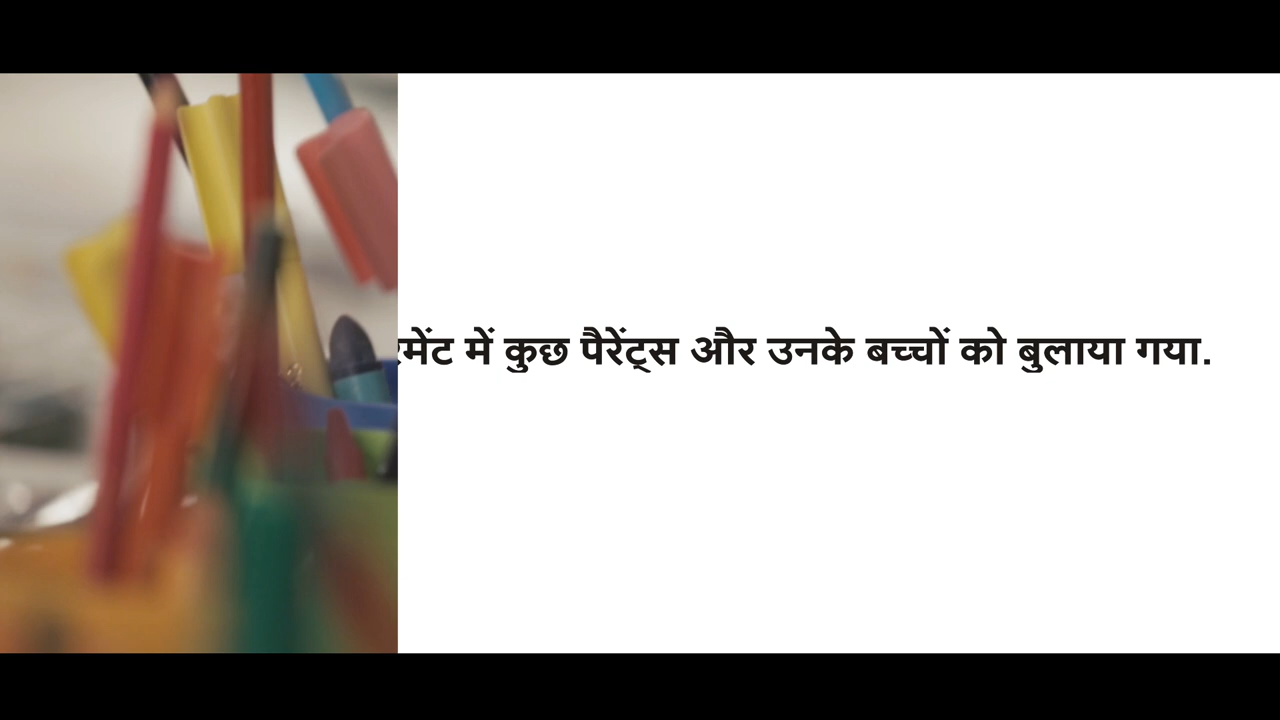 में कुछ पैरेंट्स और उनके बच्चों को बुलाया गया.